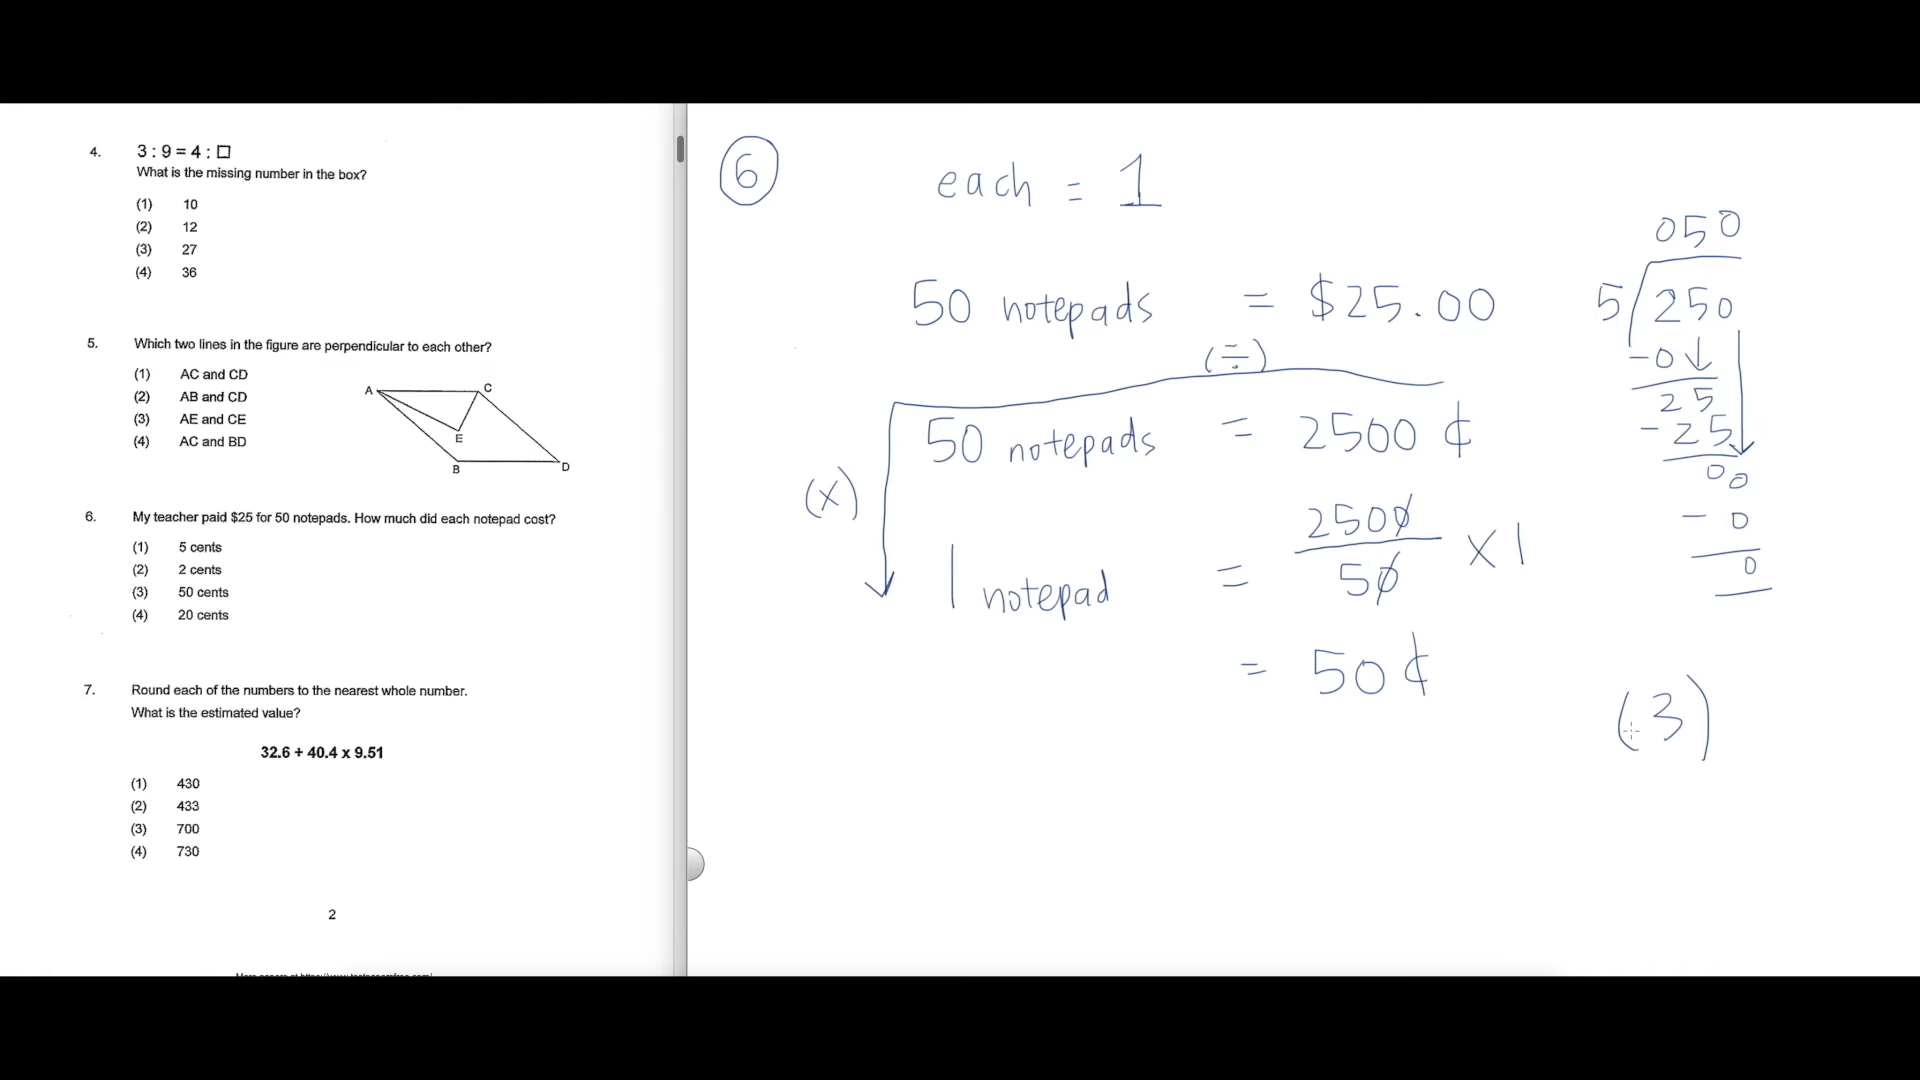 4. 3 : 9 = 4 : □
What is the missing number in the box?
(1) 10
(2) 12
(3) 27
(4) 36
5. Which two lines in the figure are perpendicular to each other?
(1) AC and CD
(2) AB and CD
(3) AE and CE
(4) AC and BD
A
C
E
B
D
6. My teacher paid $25 for 50 notepads. How much did each notepad cost?
(1) 5 cents
(2) 2 cents
(3) 50 cents
(4) 20 cents
7. Round each of the numbers to the nearest whole number.
What is the estimated value?
32.6 + 40.4 x 9.51
(1) 430
(2) 433
(3) 700
(4) 730
2
6
each = 1
50 notepads = $25.00
(÷)
50 notepads = 2500 ¢
(x)
1 notepad = 2500/50 x 1
= 50 ¢
050
5 250
-0
25
-25
00
- 0
0
(3)